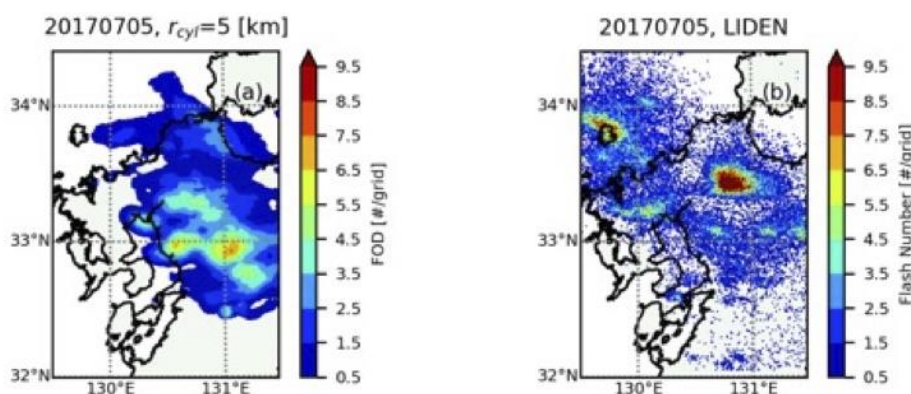 20170705, r_cyl=5 [km]
(a)
34°N
33°N
32°N
130°E 131°E
9.5
8.5
7.5
6.5
5.5
4.5
3.5
2.5
1.5
0.5
FOD [#/grid]
20170705, LIDEN
(b)
34°N
33°N
32°N
130°E 131°E
9.5
8.5
7.5
6.5
5.5
4.5
3.5
2.5
1.5
0.5
Flash Number [#/grid]